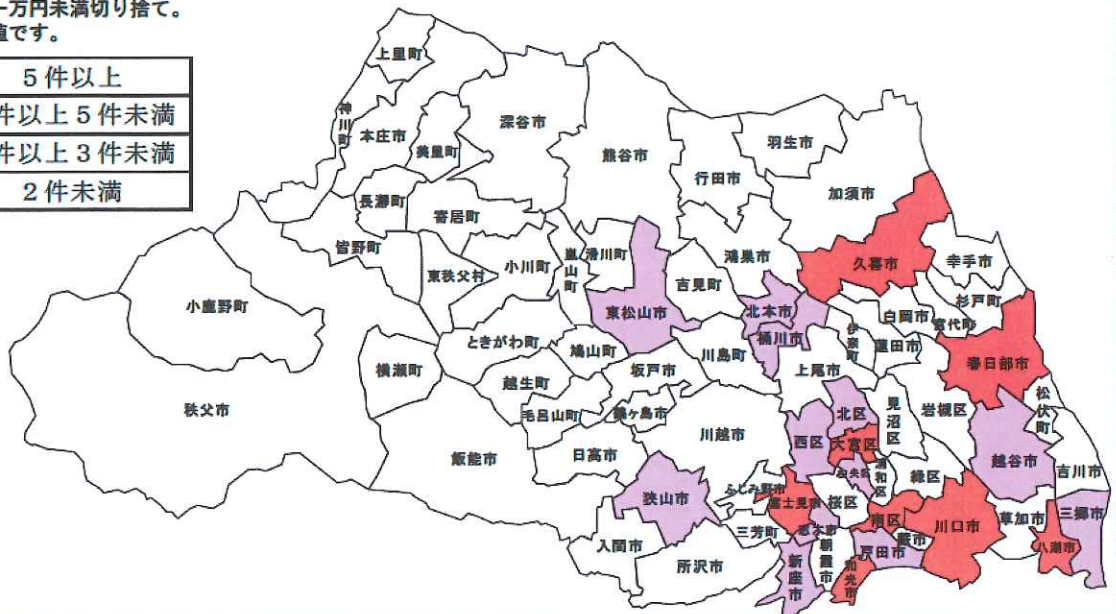 一万円未満切り捨て。
値です。
5件以上
件以上5件未満
件以上3件未満
2件未満
上里町
神川町
本庄市
美里町
深谷市
熊谷市
行田市
羽生市
加須市
長瀞町
寄居町
皆野町
東秩父村
小川町
嵐山町
滑川町
吉見町
鴻巣市
久喜市
幸手市
小鹿野町
東松山市
北本市
桶川市
伊奈町
白岡市
宮代町
杉戸町
蓮田市
春日部市
横瀬町
ときがわ町
鳩山町
川島町
上尾市
松伏町
秩父市
越生町
坂戸市
毛呂山町
鶴ヶ島市
川越市
西区
北区
大宮区
見沼区
岩槻区
越谷市
吉川市
飯能市
日高市
狭山市
ふじみ野市
富士見市
中央区
浦和区
桜区
緑区
三郷市
入間市
三芳町
志木市
南区
川口市
草加市
八潮市
所沢市
新座市
朝霞市
和光市
戸田市
蕨市